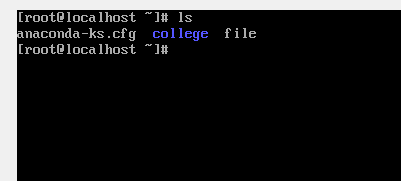 [root@localhost ~]# ls
anaconda-ks.cfg  college  file
[root@localhost ~]#